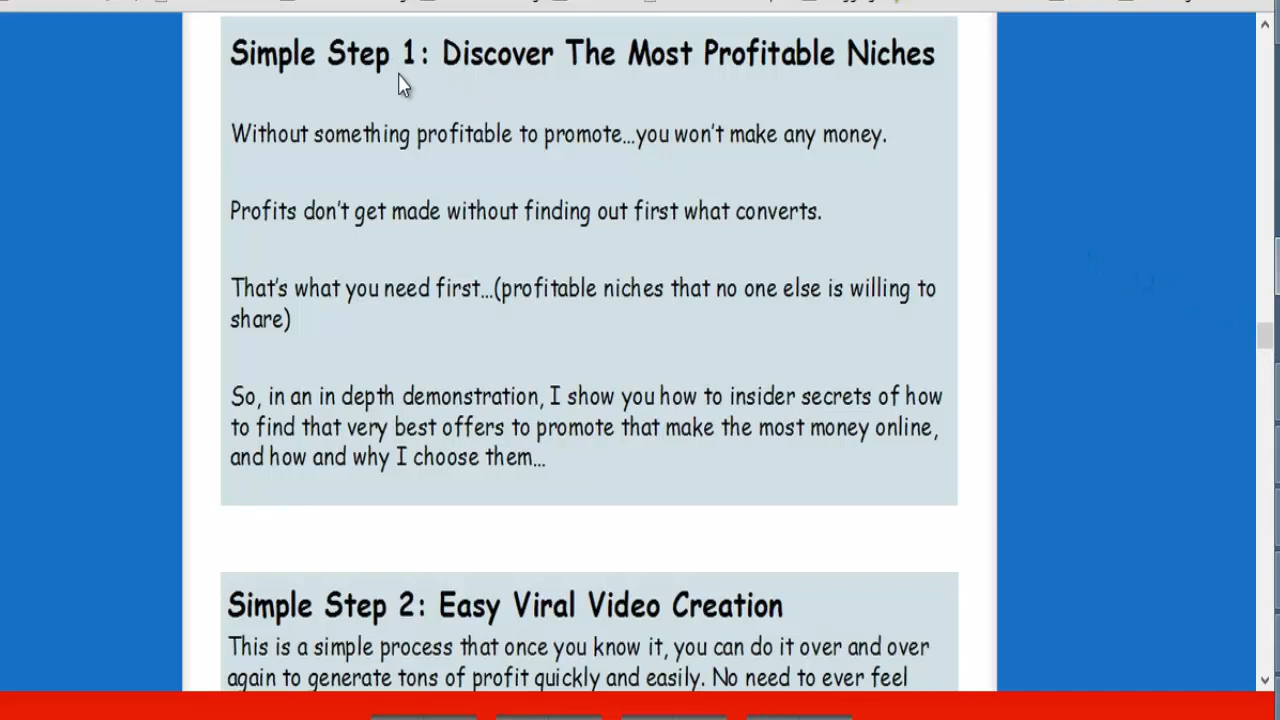 Simple Step 1: Discover The Most Profitable Niches
Without something profitable to promote...you won't make any money.
Profits don't get made without finding out first what converts.
That's what you need first...(profitable niches that no one else is willing to
share)
So, in an in depth demonstration, I show you how to insider secrets of how
to find that very best offers to promote that make the most money online,
and how and why I choose them...
Simple Step 2: Easy Viral Video Creation
This is a simple process that once you know it, you can do it over and over
again to generate tons of profit quickly and easily. No need to ever feel